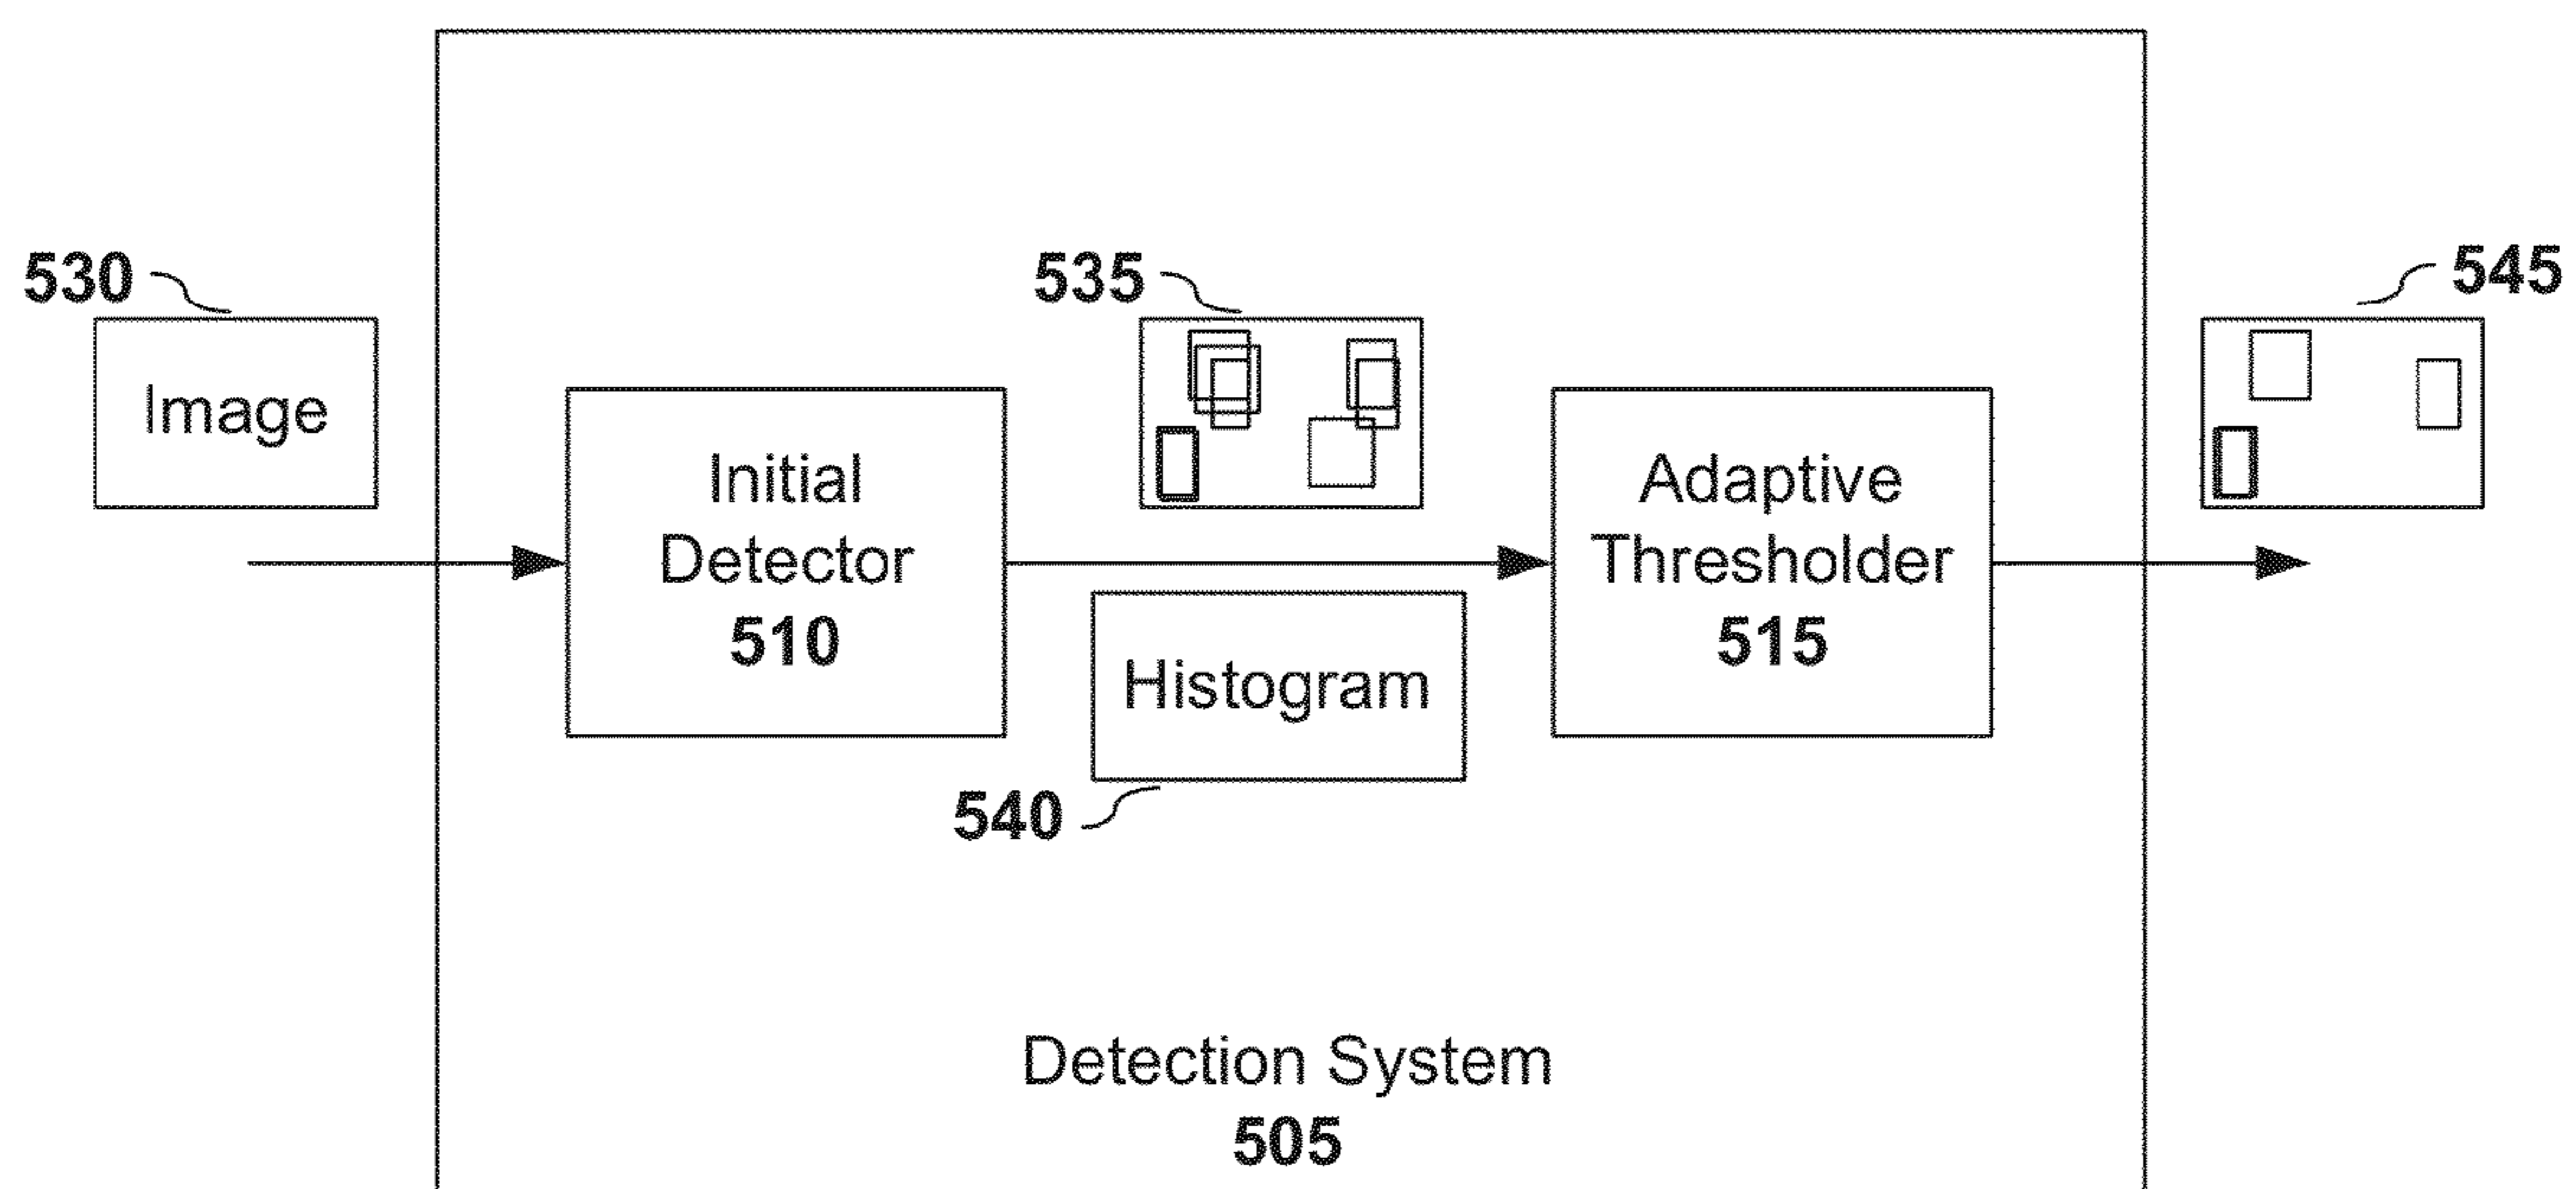 530
Image
535
545
Initial
Detector
510
Adaptive
Thresholder
515
Histogram
540
Detection System
505